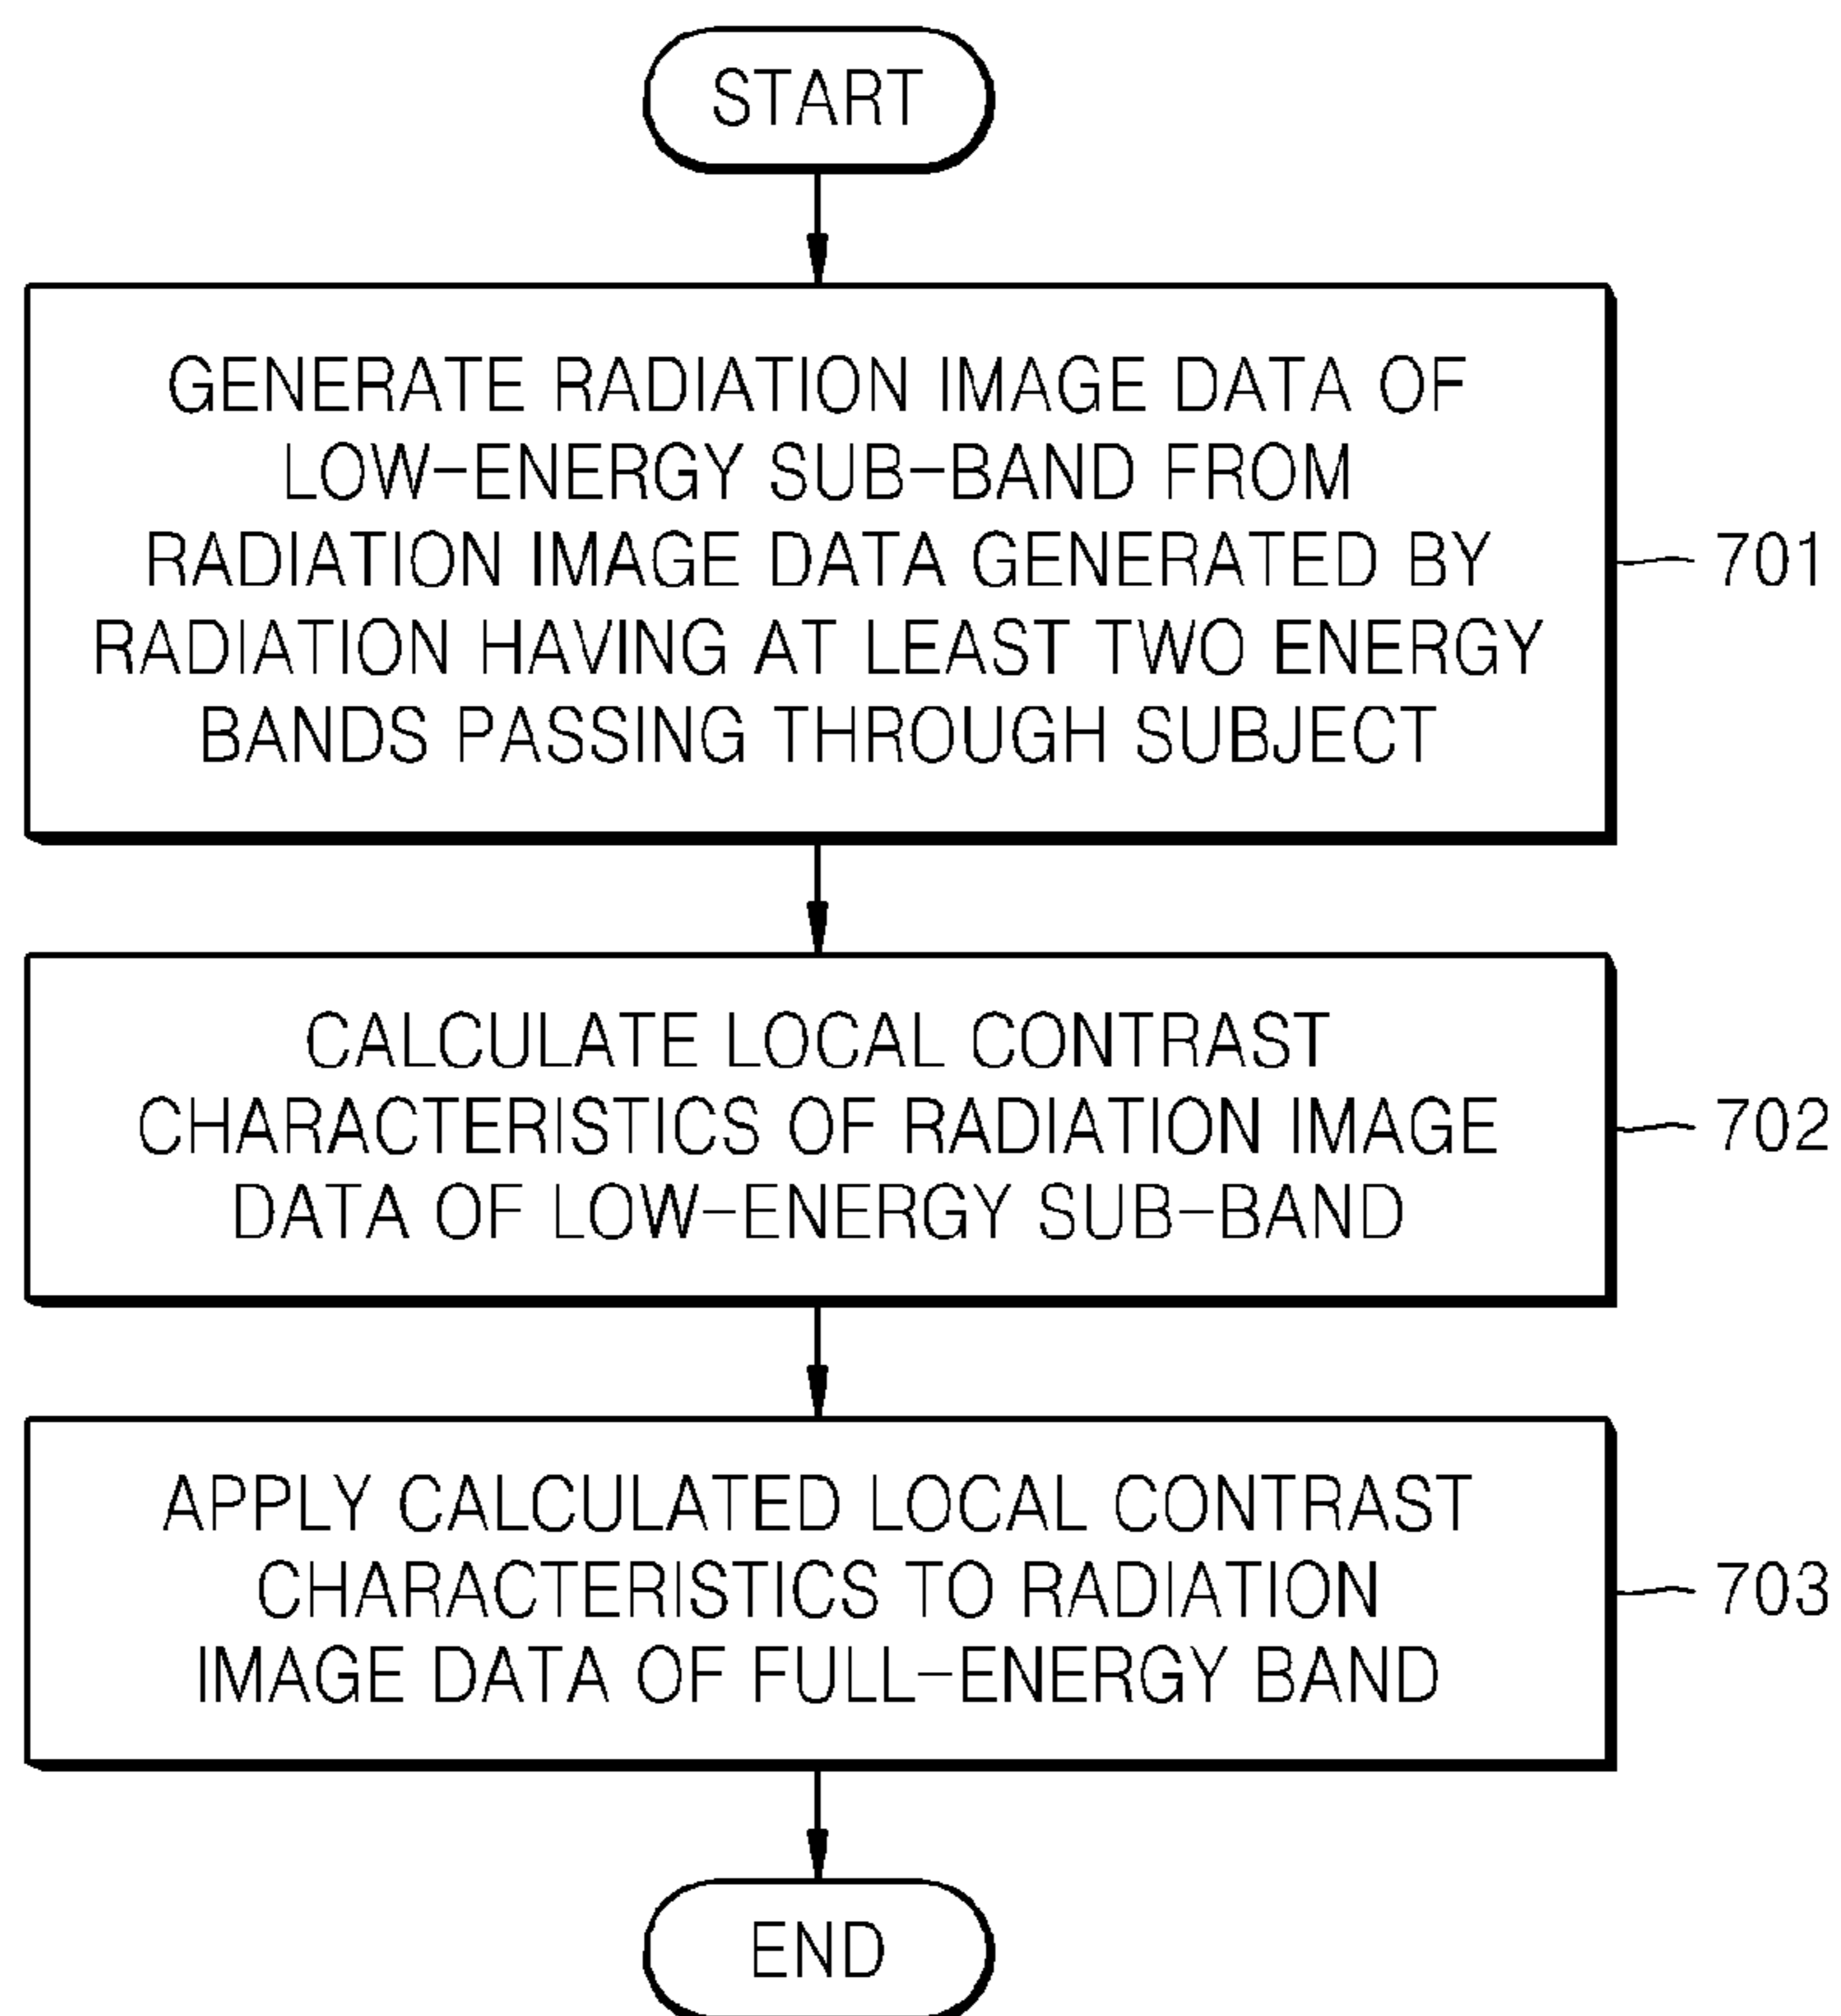 START
GENERATE RADIATION IMAGE DATA OF
LOW-ENERGY SUB-BAND FROM
RADIATION IMAGE DATA GENERATED BY
RADIATION HAVING AT LEAST TWO ENERGY
BANDS PASSING THROUGH SUBJECT
701
CALCULATE LOCAL CONTRAST
CHARACTERISTICS OF RADIATION IMAGE
DATA OF LOW-ENERGY SUB-BAND
702
APPLY CALCULATED LOCAL CONTRAST
CHARACTERISTICS TO RADIATION
IMAGE DATA OF FULL-ENERGY BAND
703
END